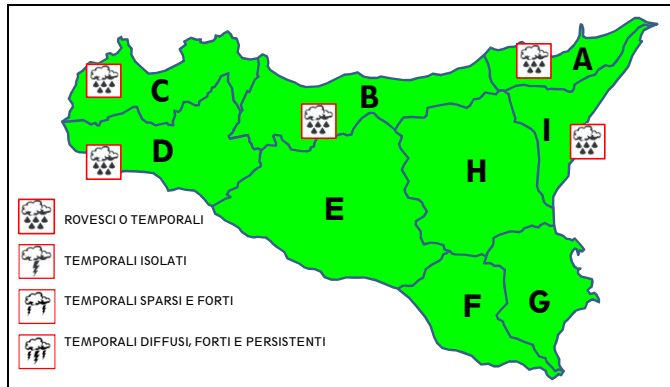 A
C
B
I
D
H
E
ROVESCI O TEMPORALI
TEMPORALI ISOLATI
TEMPORALI SPARSI E FORTI
F
G
TEMPORALI DIFFUSI, FORTI E PERSISTENTI